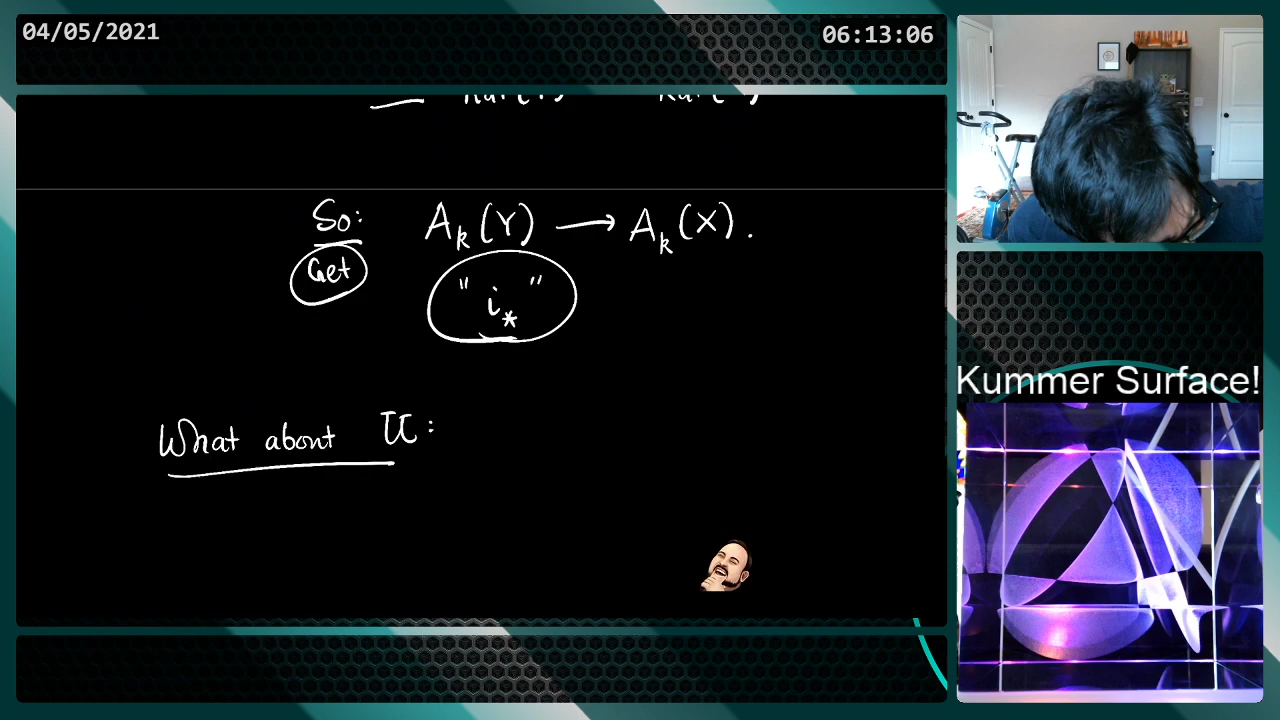 04/05/2021 06:13:06
So: A_k(Y) ⟶ A_k(X).
Get
" i_* "
What about U:
Kummer Surface!